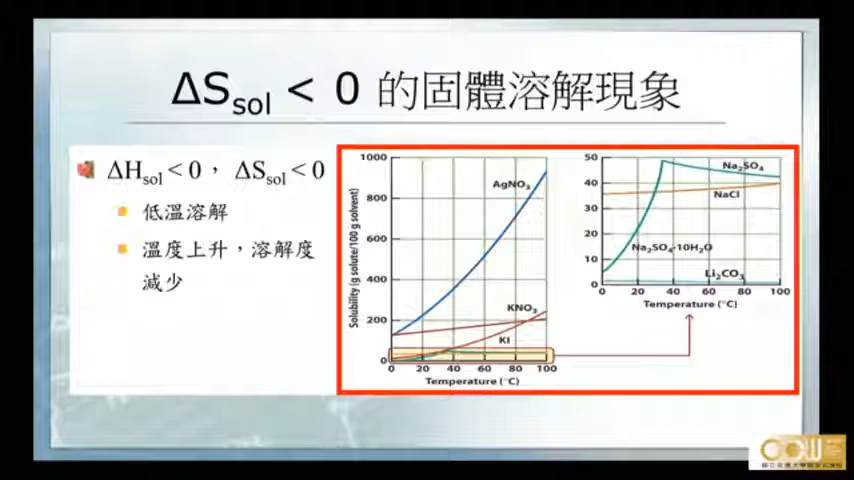 ΔSsol < 0 的固體溶解現象
ΔHsol < 0， ΔSsol < 0
低溫溶解
溫度上升，溶解度
減少
1000
800
600
400
200
0
Solubility (g solute/100 g solvent)
AgNO3
KNO3
KI
0 20 40 60 80 100
Temperature (°C)
50
40
30
20
10
0
Na2SO4
NaCl
Na2SO4·10H2O
Li2CO3
0 20 40 60 80 100
Temperature (°C)
OCW